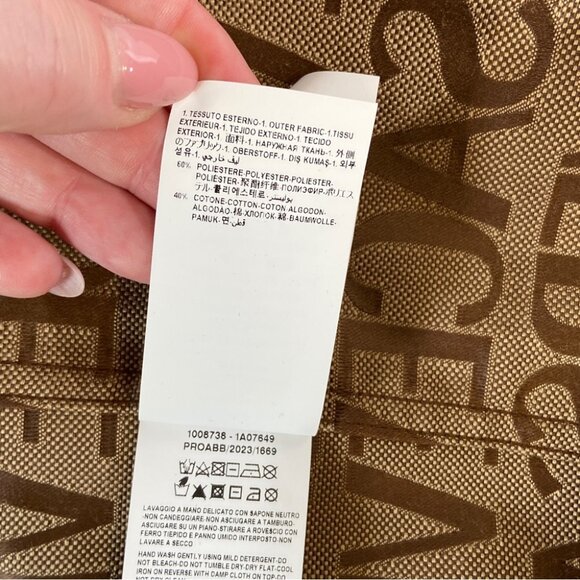 1. TESSUTO ESTERNO-1. OUTER FABRIC-1.TISSU
EXTERIEUR-1. TEJIDO EXTERNO-1. TECIDO
EXTERIOR-1. 面料-1. НАРУЖНАЯ ТКАНЬ-1. 外側
のファブリック-1. OBERSTOFF-1. DIŞ KUMAŞ-1. 외부
섬유-1. ليف خارجي
60% POLIESTERE-POLYESTER-POLIESTER-
POLIÉSTER-聚酯纤维-ПОЛИЭФИР-ポリエス
テル-폴리에스테르-بوليستر
40% COTONE-COTTON-COTON ALGODON-
ALGODÃO-棉-ХЛОПОК-綿-BAUMWOLLE-
PAMUK-면-قطن
1008738 - 1A07649
PROABB/2023/1669
LAVAGGIO A MANO DELICATO CON SAPONE NEUTRO
-NON CANDEGGIARE-NON ASCIUGARE A TAMBURO-
ASCIUGARE SU UN PIANO-STIRARE A ROVESCIO CON
FERRO TIEPIDO E PANNO UMIDO INTERPOSTO-NON
LAVARE A SECCO
HAND WASH GENTLY USING MILD DETERGENT-DO
NOT BLEACH-DO NOT TUMBLE DRY-DRY FLAT-COOL
IRON ON REVERSE WITH DAMP CLOTH ON TOP-DO